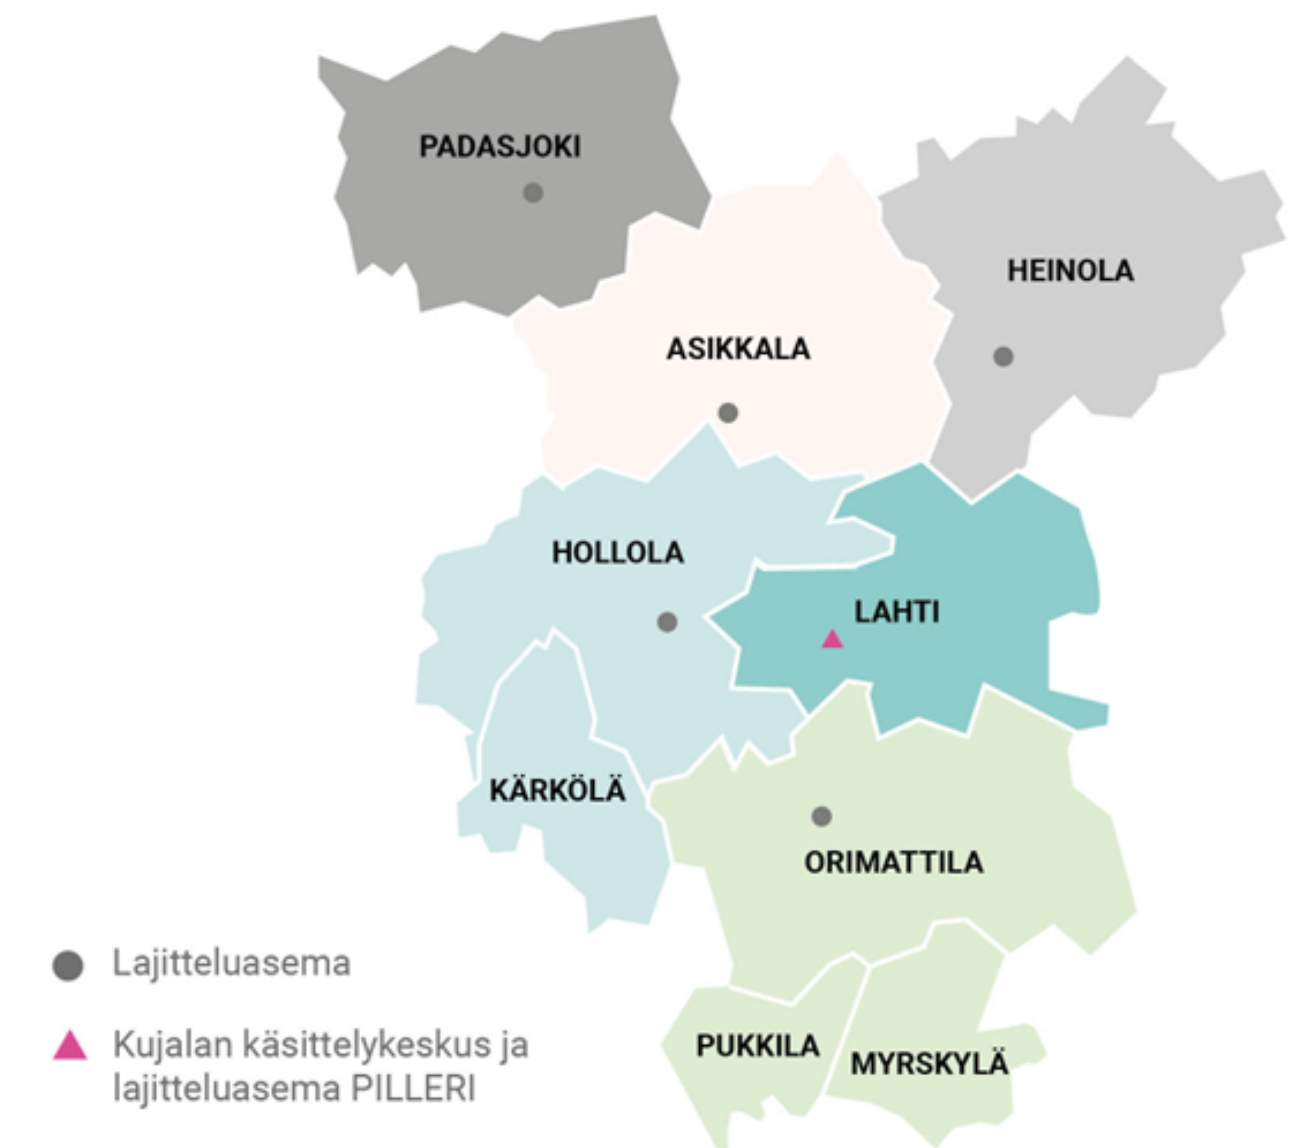 PADASJOKI
HEINOLA
ASIKKALA
HOLLOLA
LAHTI
KÄRKÖLÄ
ORIMATTILA
Lajitteluasema
PUKKILA
MYRSKYLÄ
Kujalan käsittelykeskus ja
lajitteluasema PILLERI